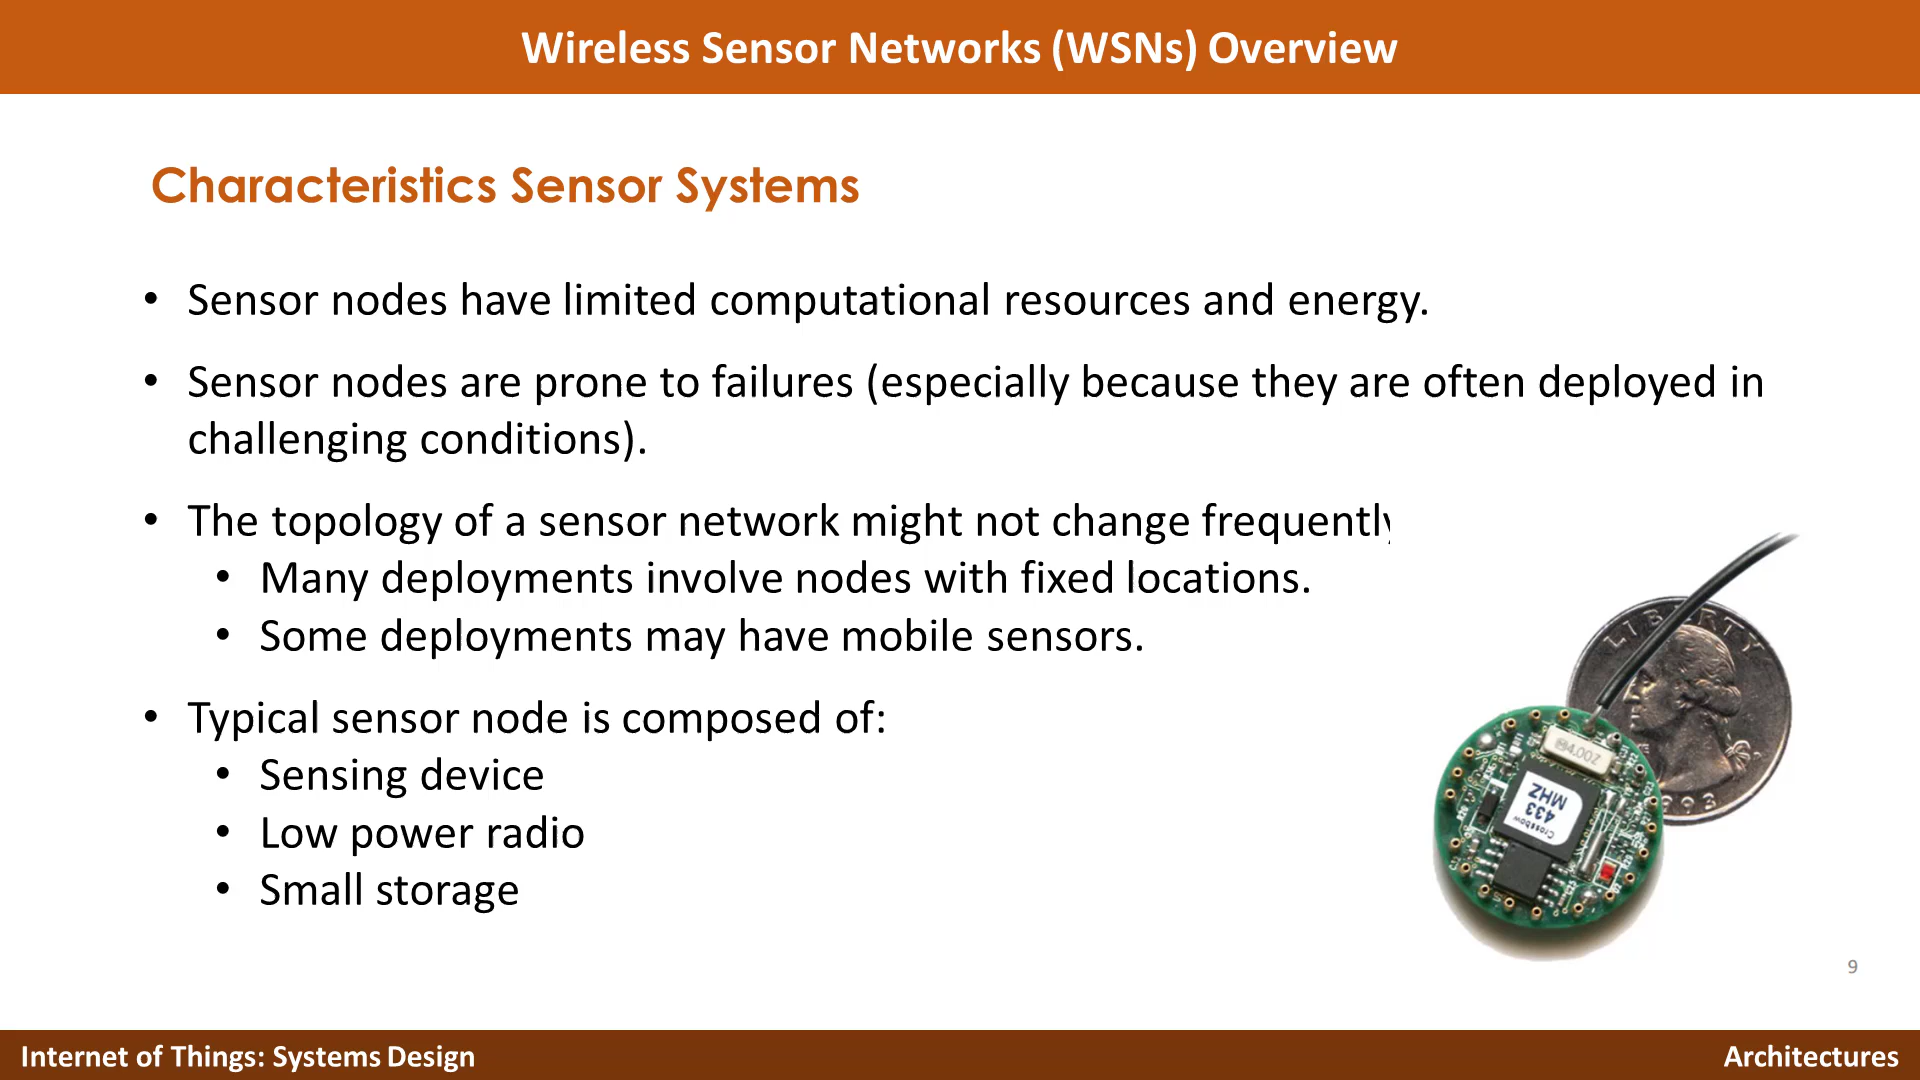 Wireless Sensor Networks (WSNs) Overview
Characteristics Sensor Systems
• Sensor nodes have limited computational resources and energy.
• Sensor nodes are prone to failures (especially because they are often deployed in
challenging conditions).
• The topology of a sensor network might not change frequently
• Many deployments involve nodes with fixed locations.
• Some deployments may have mobile sensors.
• Typical sensor node is composed of:
• Sensing device
• Low power radio
• Small storage
LIBERTY
4.00Z
433
MHZ
Crossbow
9
Internet of Things: Systems Design
Architectures